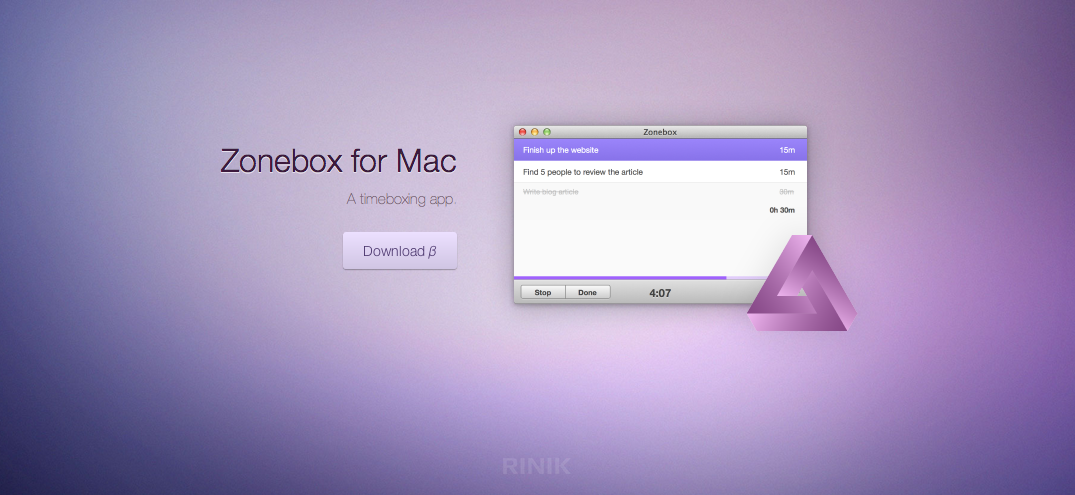 Zonebox for Mac
A timeboxing app.
Download β
Zonebox
Finish up the website 15m
Find 5 people to review the article 15m
Write blog article 30m
0h 30m
Stop Done 4:07
RINIK